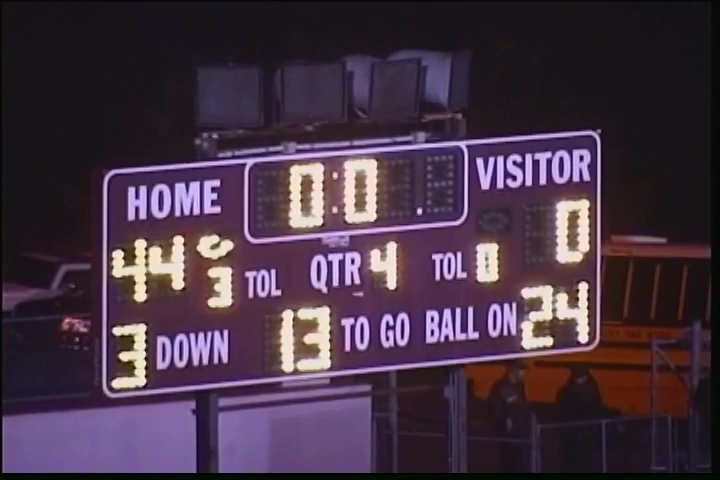 HOME 0:0 VISITOR
44 3 TOL QTR 4 TOL 0 0
3 DOWN 13 TO GO BALL ON 24